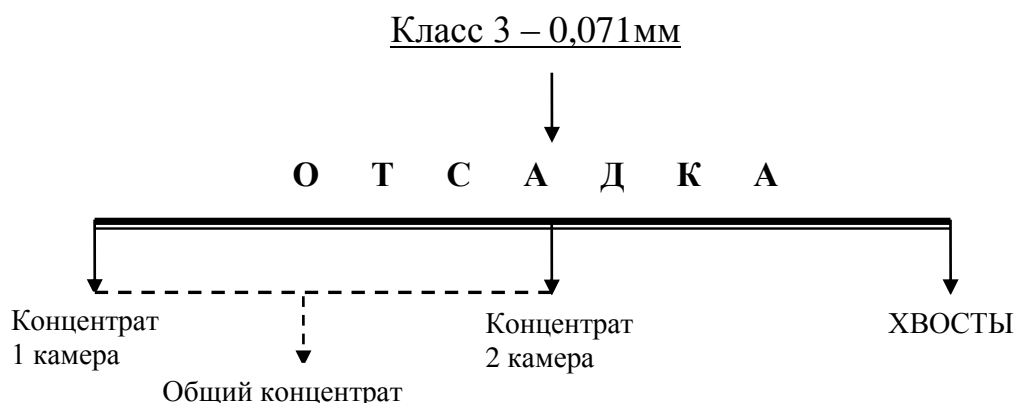 Класс 3 – 0,071мм
О Т С А Д К А
Концентрат
1 камера
Концентрат
2 камера
ХВОСТЫ
Общий концентрат